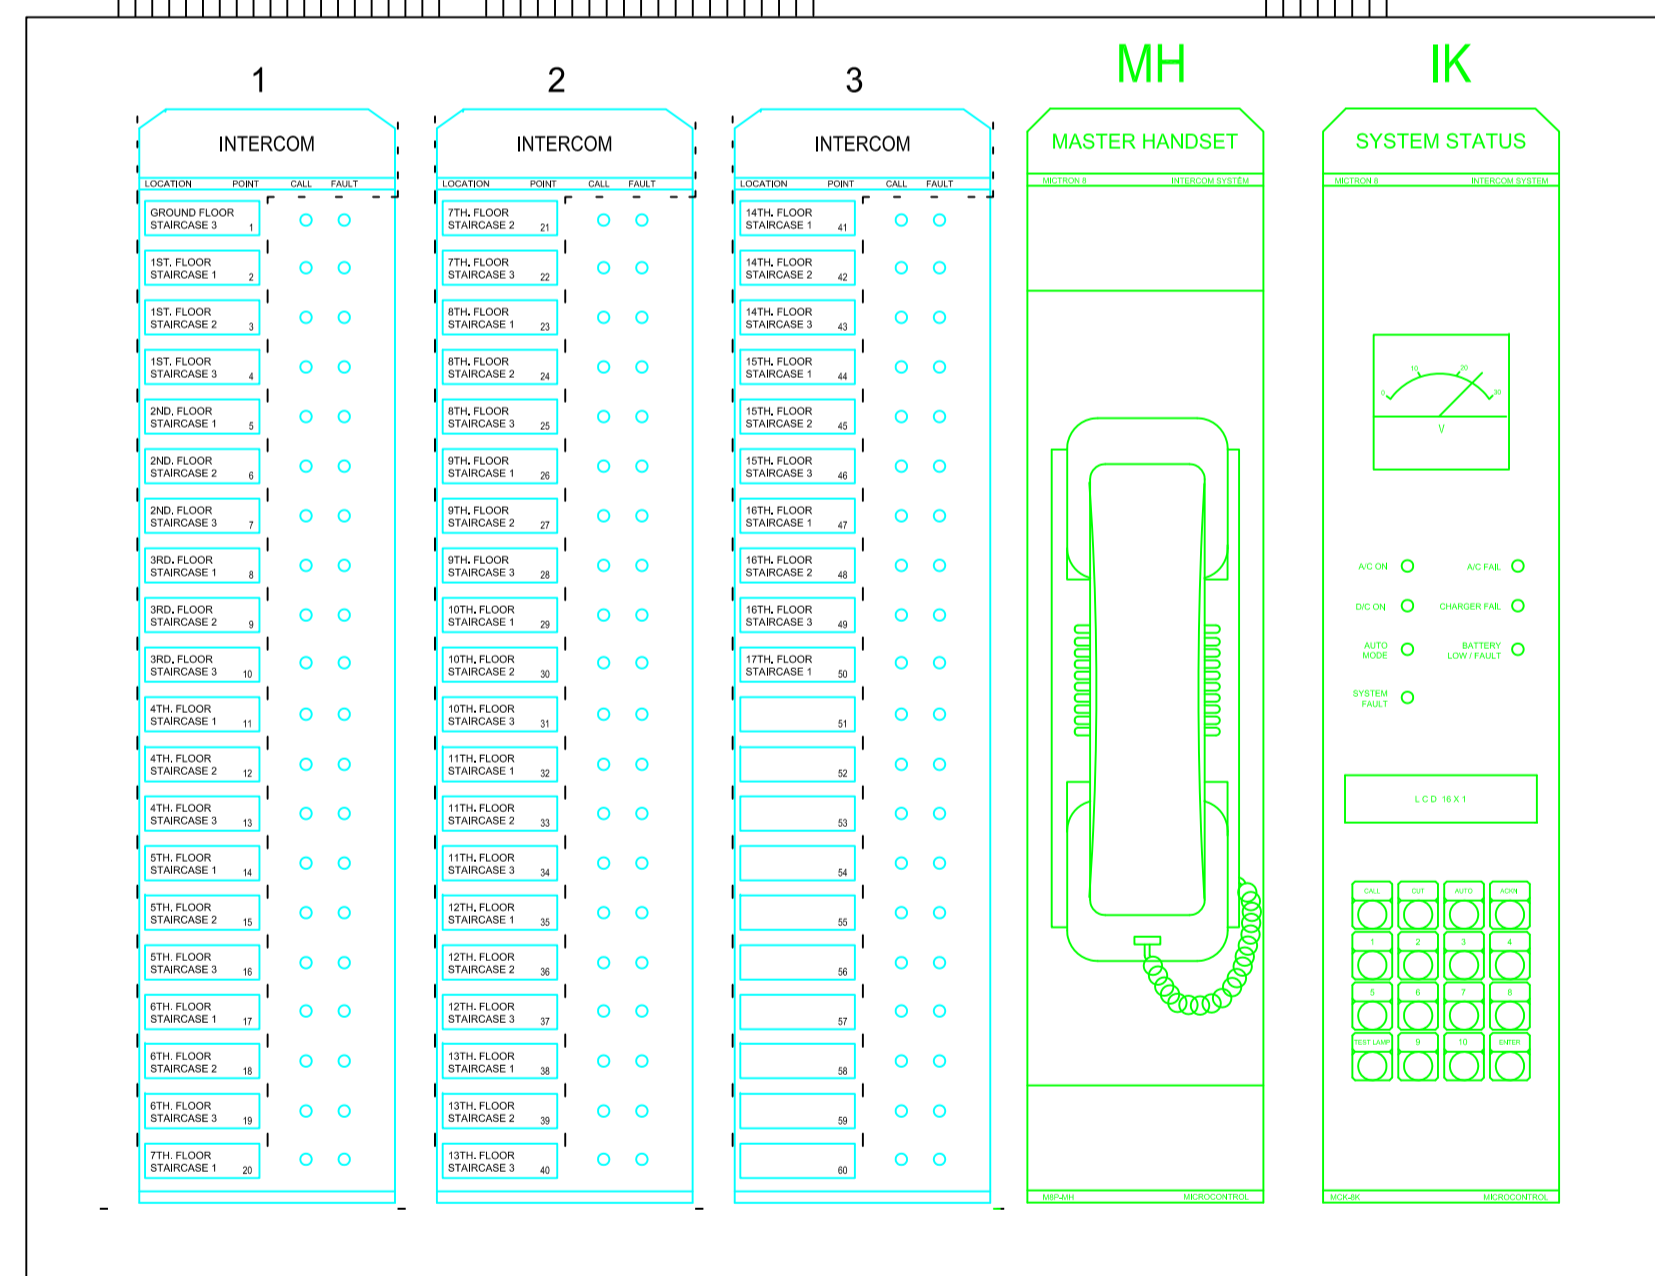 1
INTERCOM
LOCATION POINT CALL FAULT
GROUND FLOOR
STAIRCASE 3 1
1ST. FLOOR
STAIRCASE 1 2
1ST. FLOOR
STAIRCASE 2 3
1ST. FLOOR
STAIRCASE 3 4
2ND. FLOOR
STAIRCASE 1 5
2ND. FLOOR
STAIRCASE 2 6
2ND. FLOOR
STAIRCASE 3 7
3RD. FLOOR
STAIRCASE 1 8
3RD. FLOOR
STAIRCASE 2 9
3RD. FLOOR
STAIRCASE 3 10
4TH. FLOOR
STAIRCASE 1 11
4TH. FLOOR
STAIRCASE 2 12
4TH. FLOOR
STAIRCASE 3 13
5TH. FLOOR
STAIRCASE 1 14
5TH. FLOOR
STAIRCASE 2 15
5TH. FLOOR
STAIRCASE 3 16
6TH. FLOOR
STAIRCASE 1 17
6TH. FLOOR
STAIRCASE 2 18
6TH. FLOOR
STAIRCASE 3 19
7TH. FLOOR
STAIRCASE 1 20
2
INTERCOM
LOCATION POINT CALL FAULT
7TH. FLOOR
STAIRCASE 2 21
7TH. FLOOR
STAIRCASE 3 22
8TH. FLOOR
STAIRCASE 1 23
8TH. FLOOR
STAIRCASE 2 24
8TH. FLOOR
STAIRCASE 3 25
9TH. FLOOR
STAIRCASE 1 26
9TH. FLOOR
STAIRCASE 2 27
9TH. FLOOR
STAIRCASE 3 28
10TH. FLOOR
STAIRCASE 1 29
10TH. FLOOR
STAIRCASE 2 30
10TH. FLOOR
STAIRCASE 3 31
11TH. FLOOR
STAIRCASE 1 32
11TH. FLOOR
STAIRCASE 2 33
11TH. FLOOR
STAIRCASE 3 34
12TH. FLOOR
STAIRCASE 1 35
12TH. FLOOR
STAIRCASE 2 36
12TH. FLOOR
STAIRCASE 3 37
13TH. FLOOR
STAIRCASE 1 38
13TH. FLOOR
STAIRCASE 2 39
13TH. FLOOR
STAIRCASE 3 40
3
INTERCOM
LOCATION POINT CALL FAULT
14TH. FLOOR
STAIRCASE 1 41
14TH. FLOOR
STAIRCASE 2 42
14TH. FLOOR
STAIRCASE 3 43
15TH. FLOOR
STAIRCASE 1 44
15TH. FLOOR
STAIRCASE 2 45
15TH. FLOOR
STAIRCASE 3 46
16TH. FLOOR
STAIRCASE 1 47
16TH. FLOOR
STAIRCASE 2 48
16TH. FLOOR
STAIRCASE 3 49
17TH. FLOOR
STAIRCASE 1 50
51
52
53
54
55
56
57
58
59
60
MH
MASTER HANDSET
MICTRON 8 INTERCOM SYSTEM
M8P-MH MICROCONTROL
IK
SYSTEM STATUS
MICTRON 8 INTERCOM SYSTEM
0 10 20 30
V
A/C ON A/C FAIL
D/C ON CHARGER FAIL
AUTO
MODE
BATTERY
LOW / FAULT
SYSTEM
FAULT
LCD 16 X 1
CALL CUT AUTO ACKN
1 2 3 4
5 6 7 8
TEST LAMP 9 10 ENTER
MCK-8K MICROCONTROL